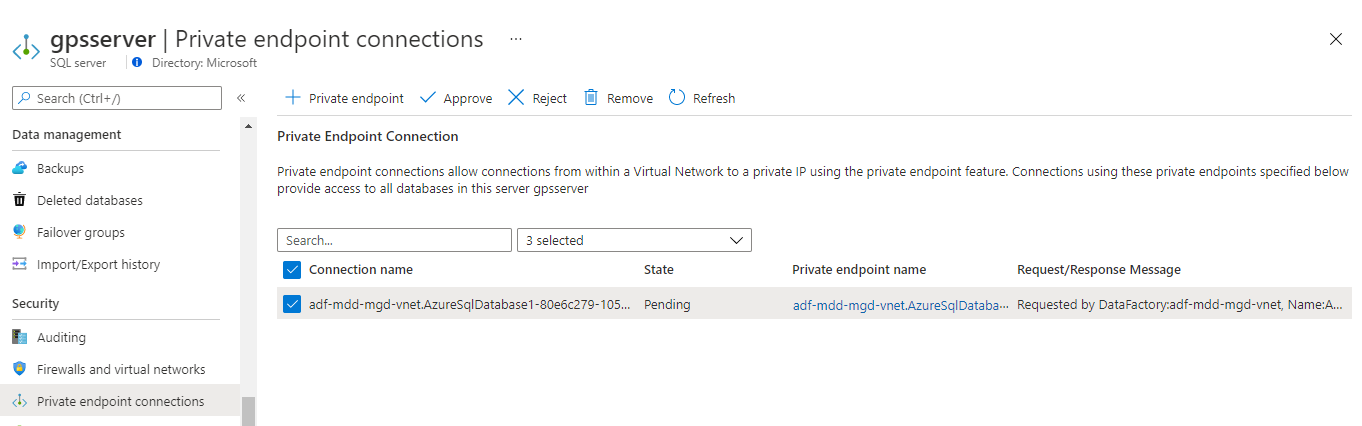 gpsserver | Private endpoint connections ...
SQL server
Directory: Microsoft
Search (Ctrl+/)
«
Data management
Backups
Deleted databases
Failover groups
Import/Export history
Security
Auditing
Firewalls and virtual networks
Private endpoint connections
Private endpoint Approve Reject Remove Refresh
Private Endpoint Connection
Private endpoint connections allow connections from within a Virtual Network to a private IP using the private endpoint feature. Connections using these private endpoints specified below
provide access to all databases in this server gpsserver
Search... 3 selected
Connection name State Private endpoint name Request/Response Message
adf-mdd-mgd-vnet.AzureSqlDatabase1-80e6c279-105... Pending adf-mdd-mgd-vnet.AzureSqlDataba... Requested by DataFactory:adf-mdd-mgd-vnet, Name:A...